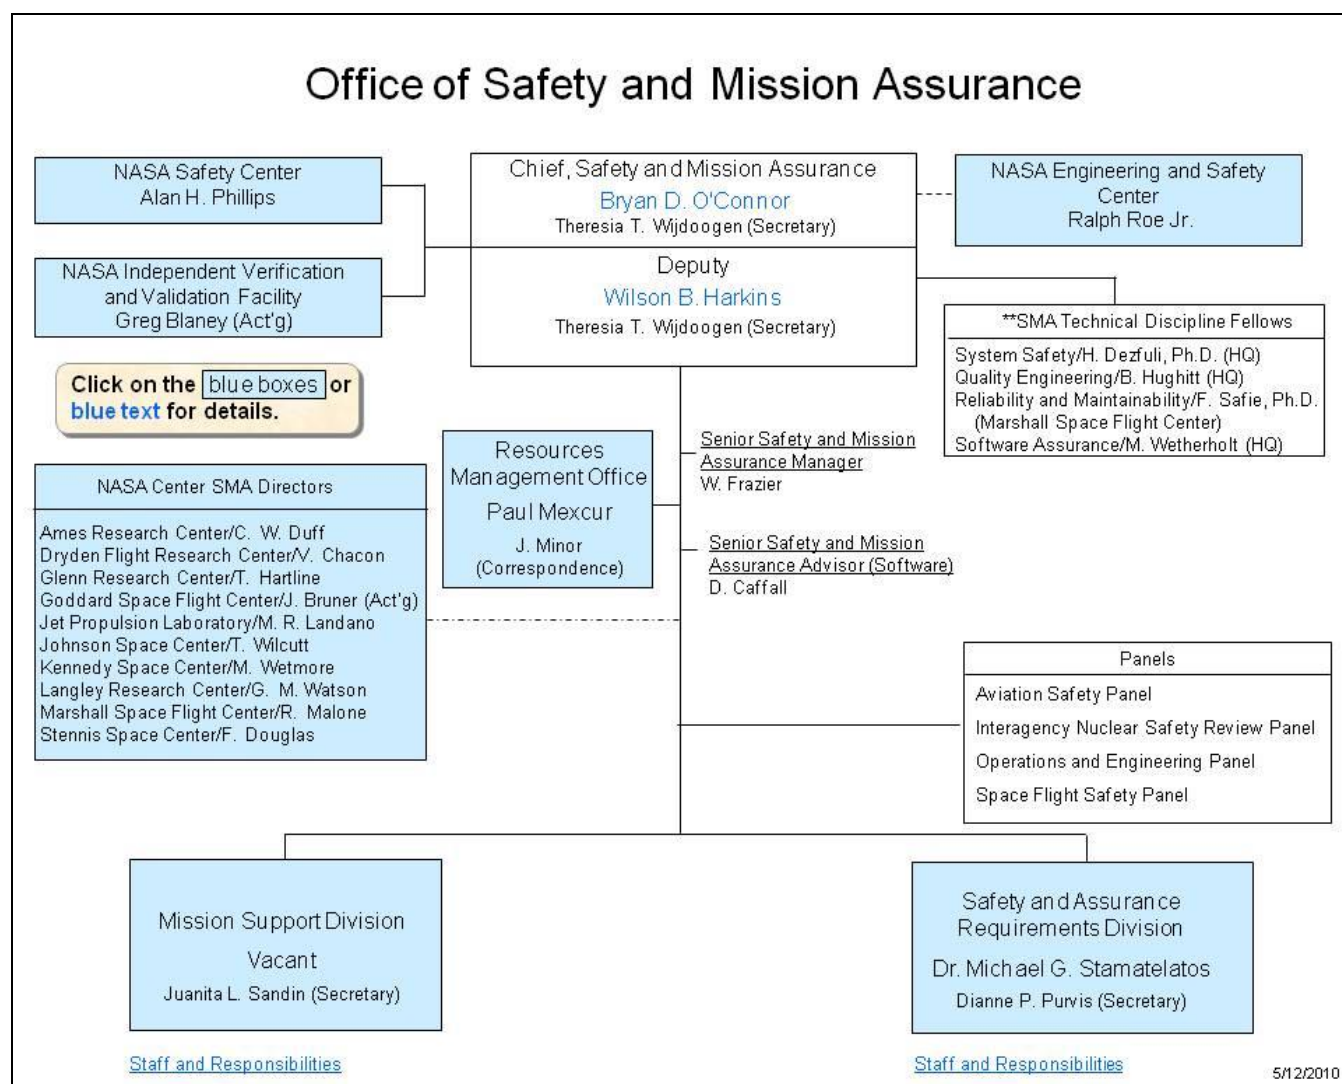 Office of Safety and Mission Assurance
NASA Safety Center
Alan H. Phillips
Chief, Safety and Mission Assurance
Bryan D. O'Connor
Theresia T. Wijdoogen (Secretary)
NASA Engineering and Safety
Center
Ralph Roe Jr.
NASA Independent Verification
and Validation Facility
Greg Blaney (Act'g)
Deputy
Wilson B. Harkins
Theresia T. Wijdoogen (Secretary)
**SMA Technical Discipline Fellows
System Safety/H. Dezfuli, Ph.D. (HQ)
Quality Engineering/B. Hughitt (HQ)
Reliability and Maintainability/F. Safie, Ph.D.
(Marshall Space Flight Center)
Software Assurance/M. Wetherholt (HQ)
Click on the blue boxes or
blue text for details.
Resources
Management Office
Paul Mexcur
J. Minor
(Correspondence)
Senior Safety and Mission
Assurance Manager
W. Frazier
Senior Safety and Mission
Assurance Advisor (Software)
D. Caffall
NASA Center SMA Directors
Ames Research Center/C. W. Duff
Dryden Flight Research Center/V. Chacon
Glenn Research Center/T. Hartline
Goddard Space Flight Center/J. Bruner (Act'g)
Jet Propulsion Laboratory/M. R. Landano
Johnson Space Center/T. Wilcutt
Kennedy Space Center/M. Wetmore
Langley Research Center/G. M. Watson
Marshall Space Flight Center/R. Malone
Stennis Space Center/F. Douglas
Panels
Aviation Safety Panel
Interagency Nuclear Safety Review Panel
Operations and Engineering Panel
Space Flight Safety Panel
Mission Support Division
Vacant
Juanita L. Sandin (Secretary)
Safety and Assurance
Requirements Division
Dr. Michael G. Stamatelatos
Dianne P. Purvis (Secretary)
Staff and Responsibilities
Staff and Responsibilities
5/12/2010